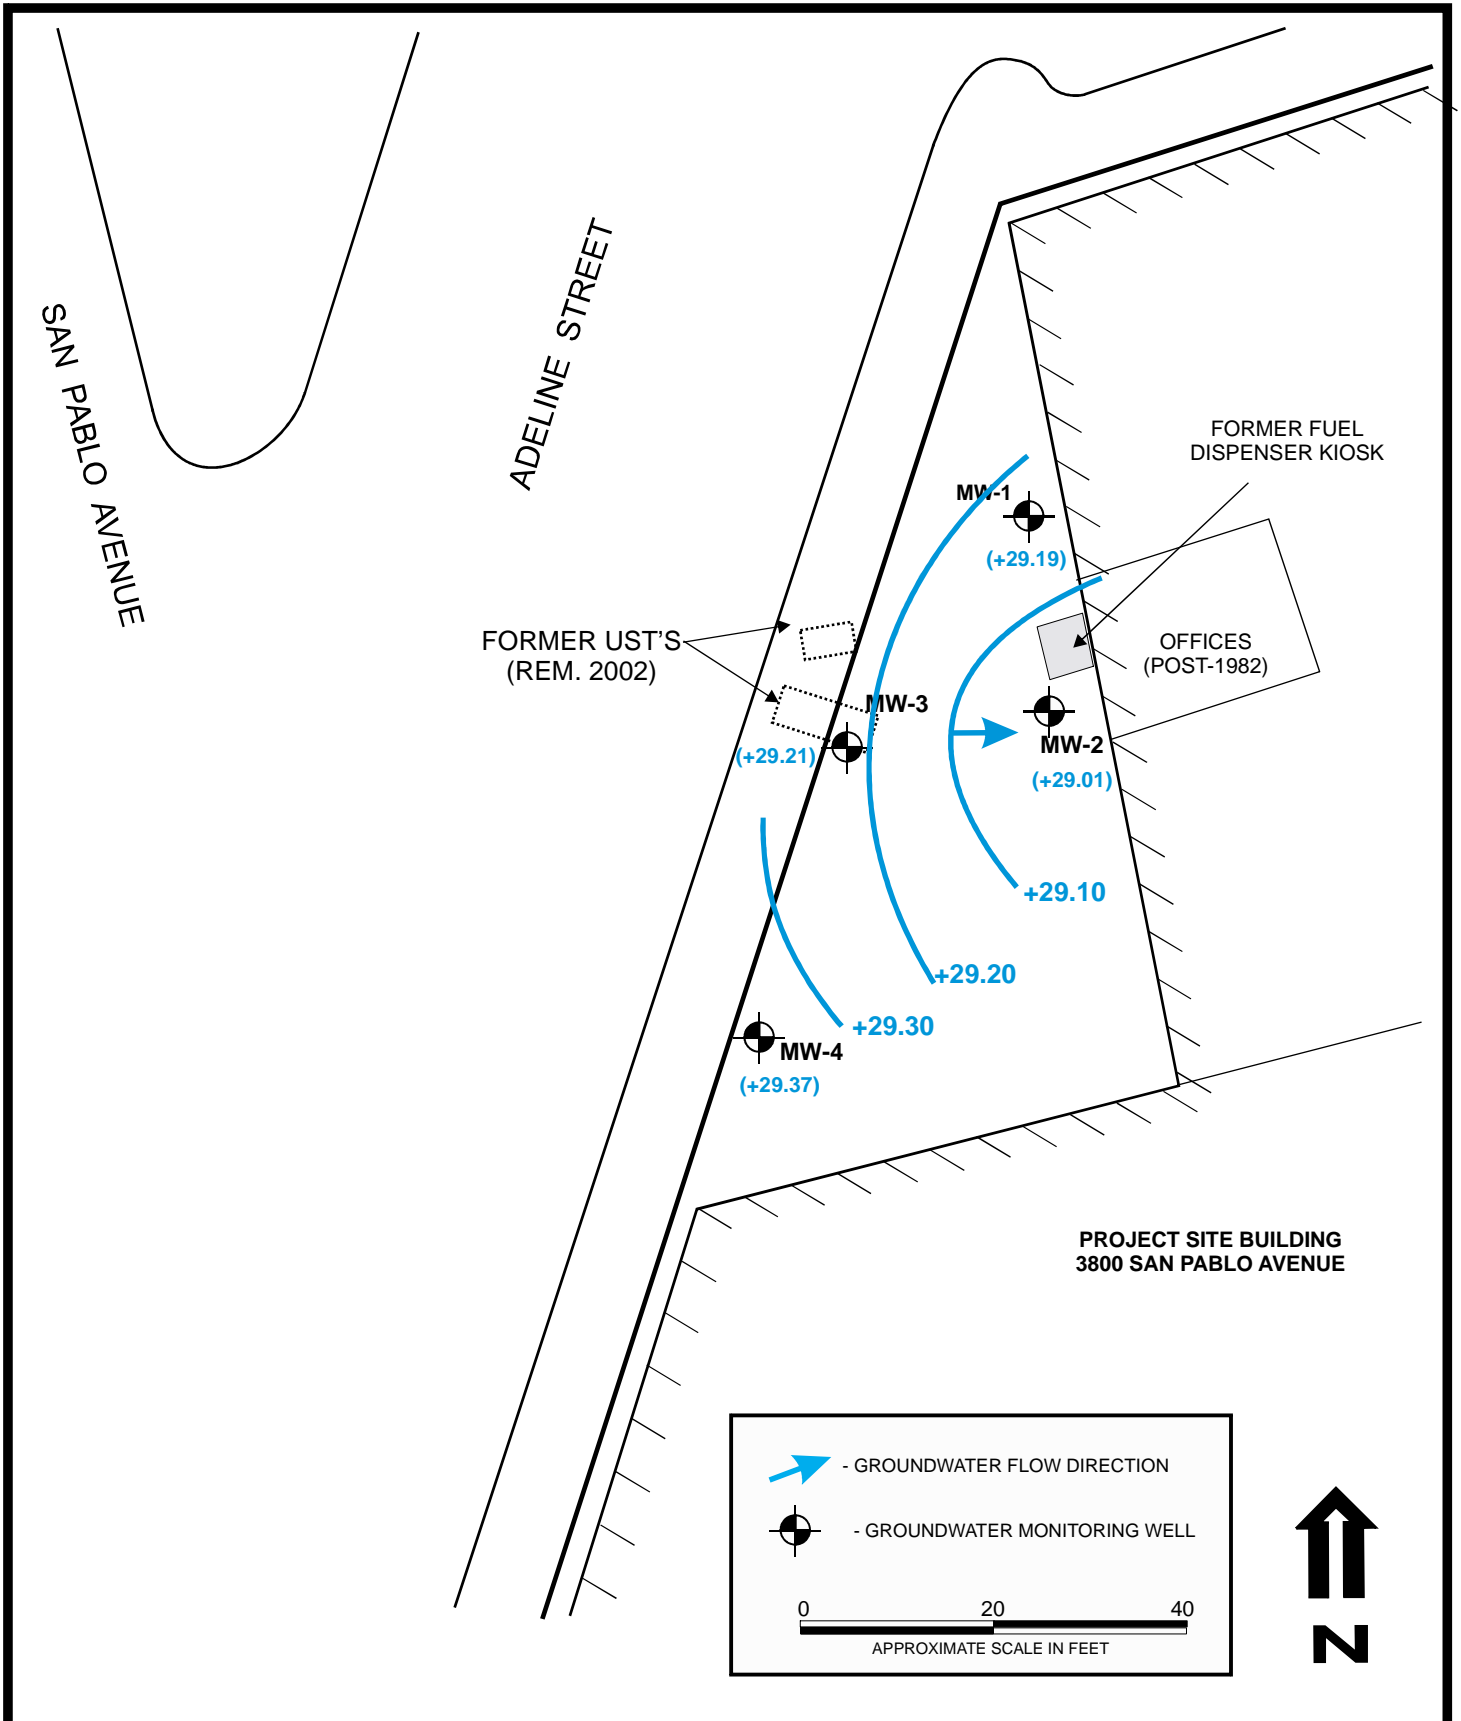 SAN PABLO AVENUE
ADELINE STREET
FORMER FUEL
DISPENSER KIOSK
MW-1
(+29.19)
FORMER UST'S
(REM. 2002)
OFFICES
(POST-1982)
MW-3
(+29.21)
MW-2
(+29.01)
+29.10
+29.20
+29.30
MW-4
(+29.37)
PROJECT SITE BUILDING
3800 SAN PABLO AVENUE
- GROUNDWATER FLOW DIRECTION
- GROUNDWATER MONITORING WELL
0 20 40
APPROXIMATE SCALE IN FEET
N